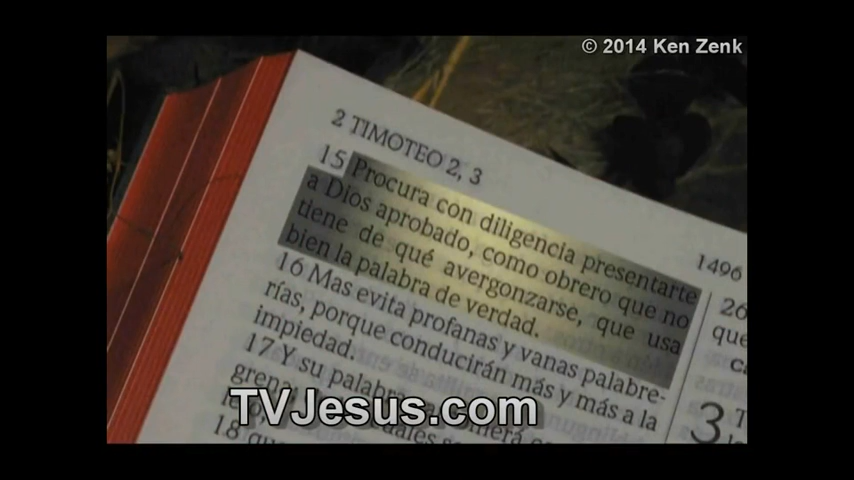 © 2014 Ken Zenk
2 TIMOTEO 2, 3
1496
15 Procura con diligencia presentarte
a Dios aprobado, como obrero que no
tiene de qué avergonzarse, que usa
bien la palabra de verdad.
16 Mas evita profanas y vanas palabre-
rías, porque conducirán más y más a la
impiedad.
17 Y su palabra
18 que
26
que
3
TVJesus.com